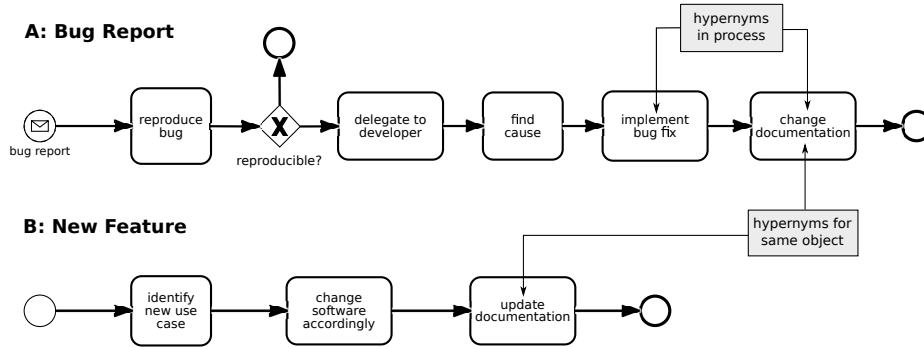 A: Bug Report
hypernyms
in process
bug report
reproduce
bug
X
reproducible?
delegate to
developer
find
cause
implement
bug fix
change
documentation
B: New Feature
hypernyms for
same object
identify
new use
case
change
software
accordingly
update
documentation